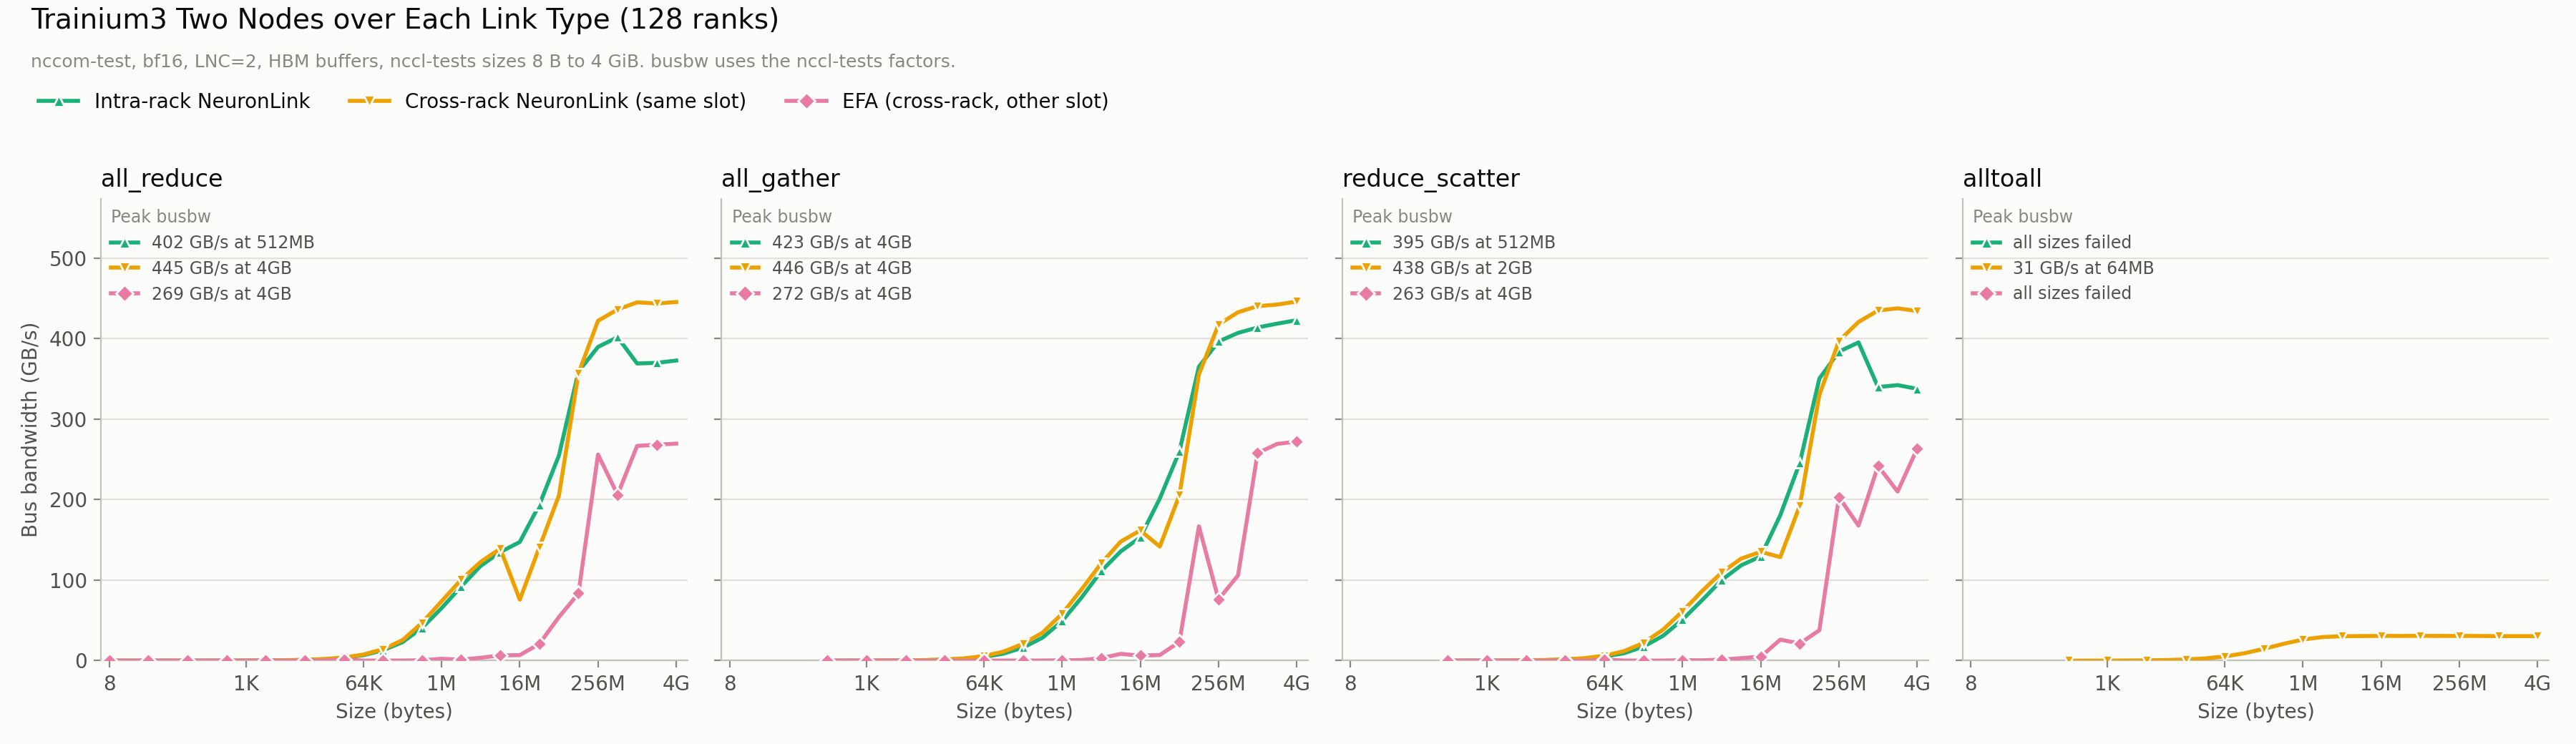 Trainium3 Two Nodes over Each Link Type (128 ranks)
nccom-test, bf16, LNC=2, HBM buffers, nccl-tests sizes 8 B to 4 GiB. busbw uses the nccl-tests factors.
Intra-rack NeuronLink
Cross-rack NeuronLink (same slot)
EFA (cross-rack, other slot)
all_reduce
Peak busbw
402 GB/s at 512MB
445 GB/s at 4GB
269 GB/s at 4GB
Bus bandwidth (GB/s)
500
400
300
200
100
0
8 1K 64K 1M 16M 256M 4G
Size (bytes)
all_gather
Peak busbw
423 GB/s at 4GB
446 GB/s at 4GB
272 GB/s at 4GB
8 1K 64K 1M 16M 256M 4G
Size (bytes)
reduce_scatter
Peak busbw
395 GB/s at 512MB
438 GB/s at 2GB
263 GB/s at 4GB
8 1K 64K 1M 16M 256M 4G
Size (bytes)
alltoall
Peak busbw
all sizes failed
31 GB/s at 64MB
all sizes failed
8 1K 64K 1M 16M 256M 4G
Size (bytes)